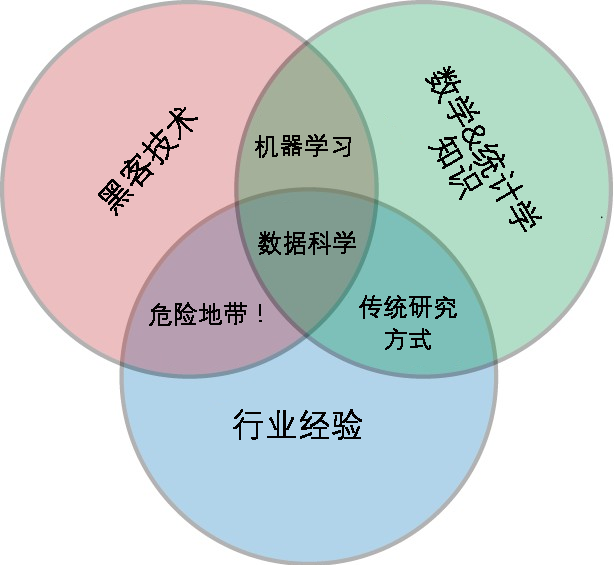 黑客技术
数学&统计学
知识
机器学习
数据科学
危险地带！
传统研究
方式
行业经验